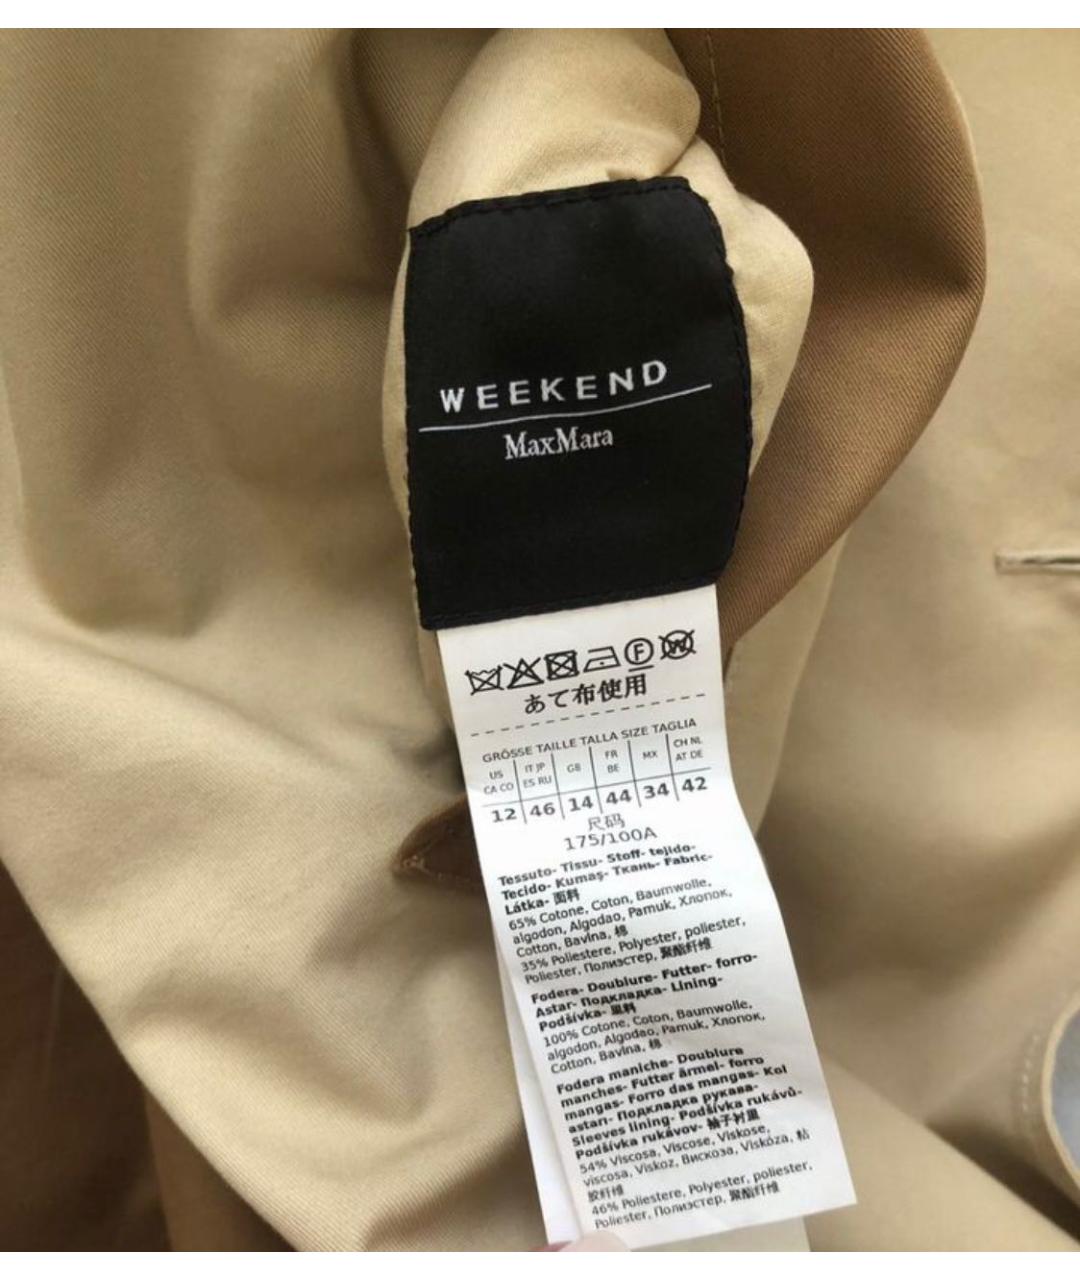 WEEKEND
MaxMara
F W
あて布使用
GRÖSSE TAILLE TALLA SIZE TAGLIA
US CA CO IT JP ES RU GB FR BE MX CH NL AT DE
12 46 14 44 34 42
尺码
175/100A
Tessuto- Tissu- Stoff- tejido-
Tecido- Kumaş- Ткань- Fabric-
Látka- 面料
65% Cotone, Coton, Baumwolle,
algodon, Algodao, Pamuk, Хлопок,
Cotton, Bavlna, 棉
35% Poliestere, Polyester, poliester,
Poliester, Полиэстер, 聚酯纤维
Fodera- Doublure- Futter- forro-
Astar- Подкладка- Lining-
Podšívka- 里料
100% Cotone, Coton, Baumwolle,
algodon, Algodao, Pamuk, Хлопок,
Cotton, Bavlna, 棉
Fodera maniche- Doublure
manches- Futter ärmel- forro
mangas- Forro das mangas- Kol
astarı- Подкладка рукава-
Sleeves lining- Podšívka rukávů-
Podšívka rukávov- 袖子衬里
54% Viscosa, Viscose, Viskose,
viscosa, Viskoz, Вискоза, Viskóza, 粘
胶纤维
46% Poliestere, Polyester, poliester,
Poliester, Полиэстер, 聚酯纤维